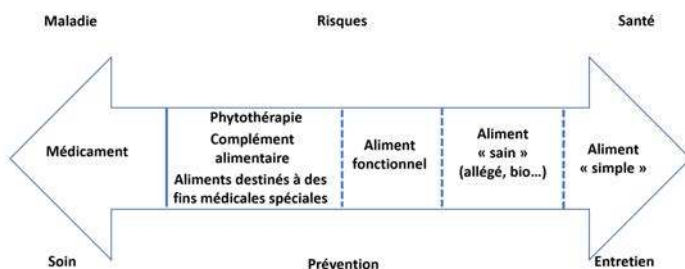 Maladie
Risques
Santé
Médicament
Phytothérapie
Complément
alimentaire
Aliments destinés à des
fins médicales spéciales
Aliment
fonctionnel
Aliment
« sain »
(allégé, bio...)
Aliment
« simple »
Soin
Prévention
Entretien